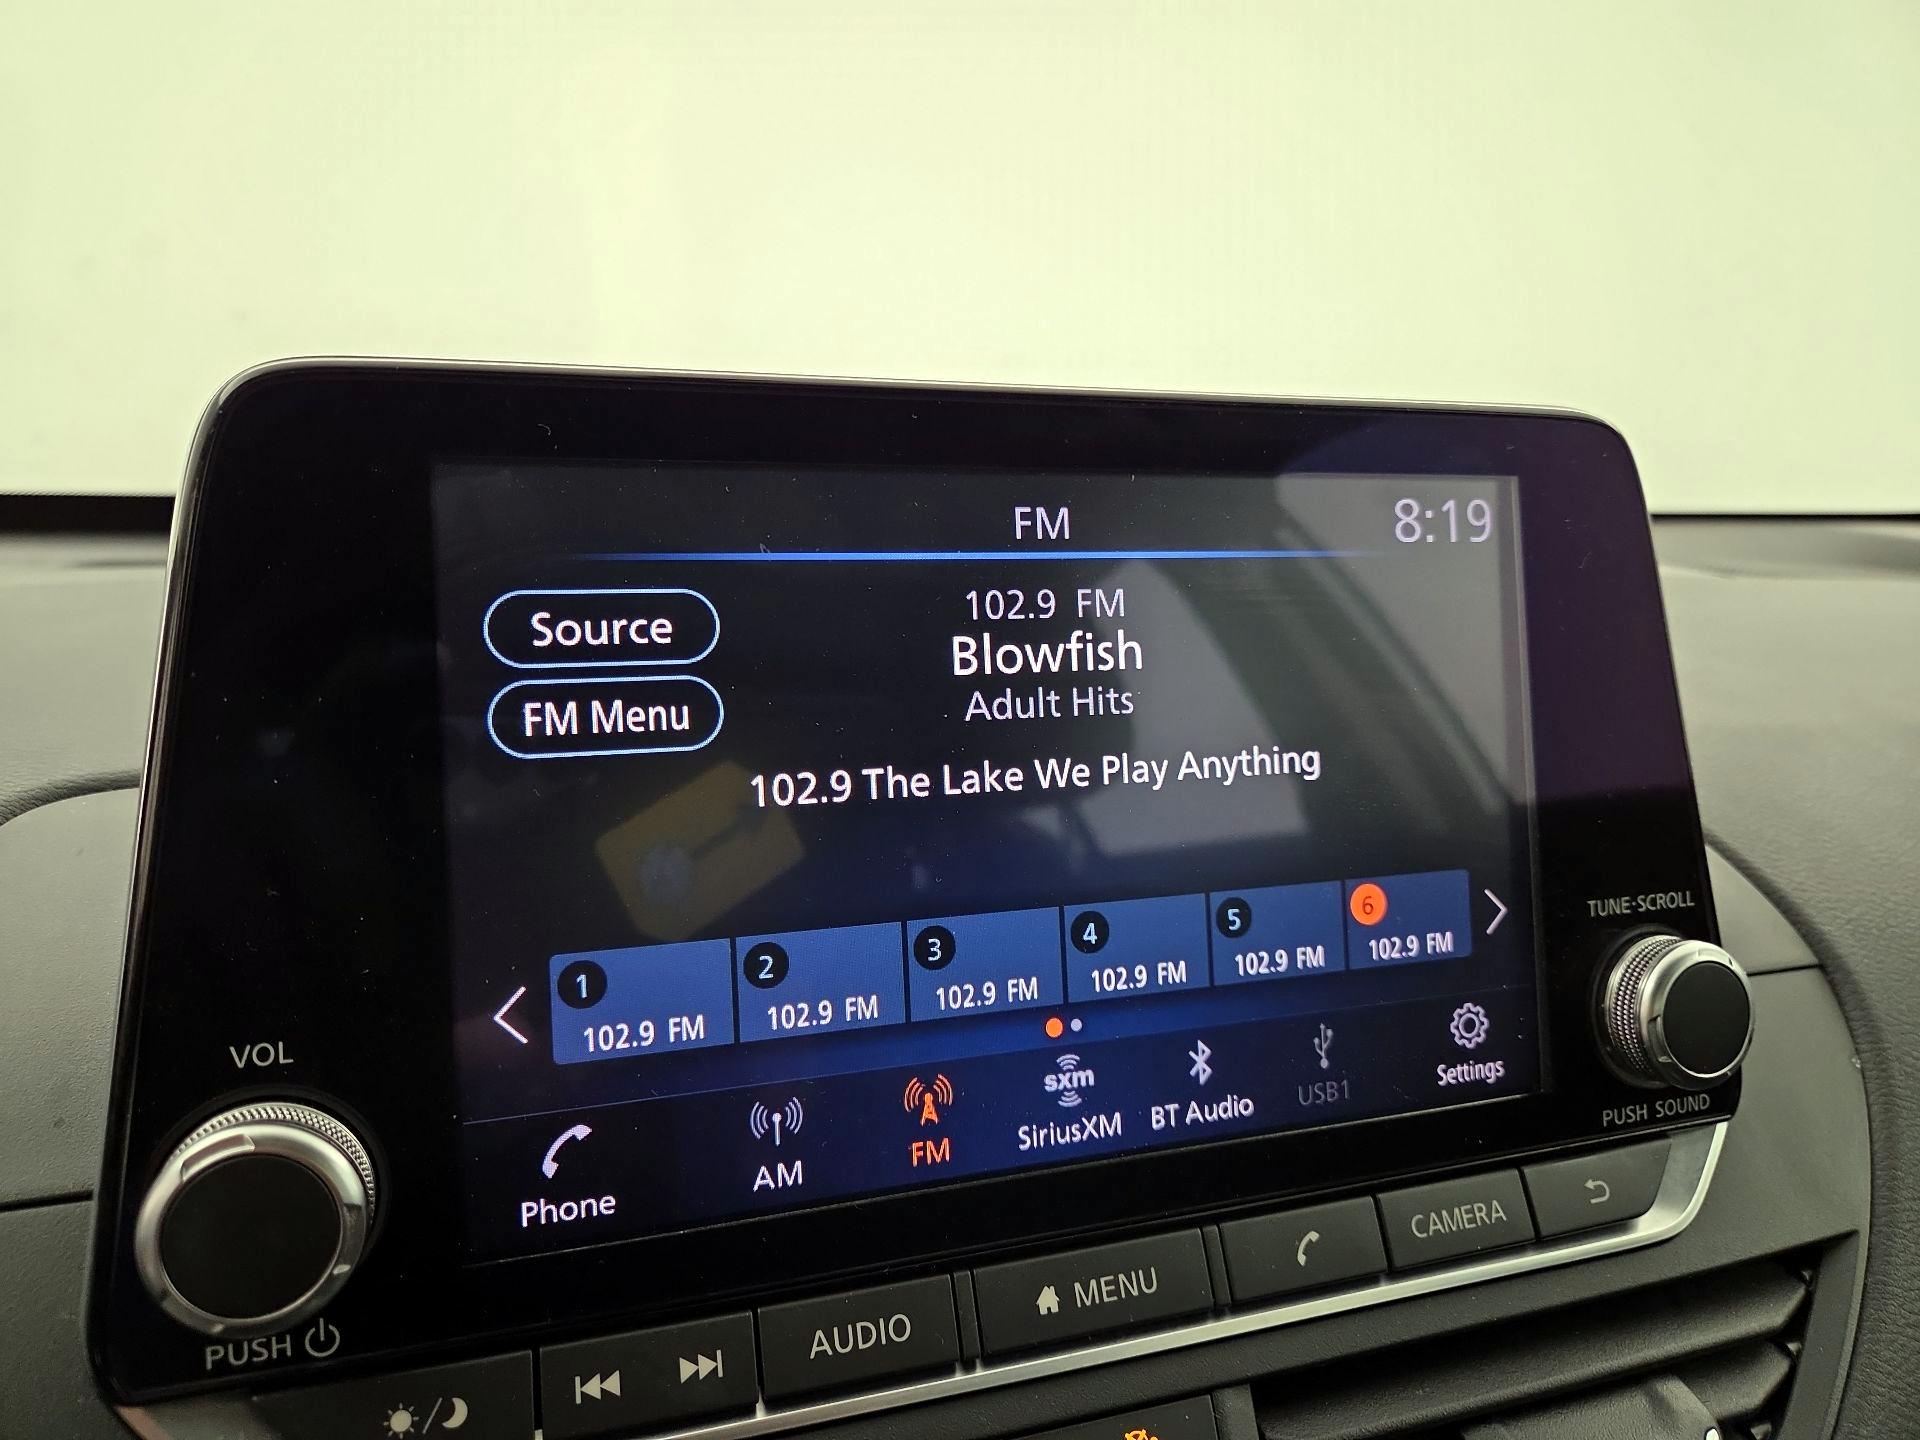 FM
8:19
Source
102.9 FM
Blowfish
FM Menu
Adult Hits
102.9 The Lake We Play Anything
1
102.9 FM
2
102.9 FM
3
102.9 FM
4
102.9 FM
5
102.9 FM
6
102.9 FM
TUNE·SCROLL
VOL
Phone
AM
FM
sxm
SiriusXM
BT Audio
USB1
Settings
PUSH SOUND
PUSH
AUDIO
MENU
CAMERA